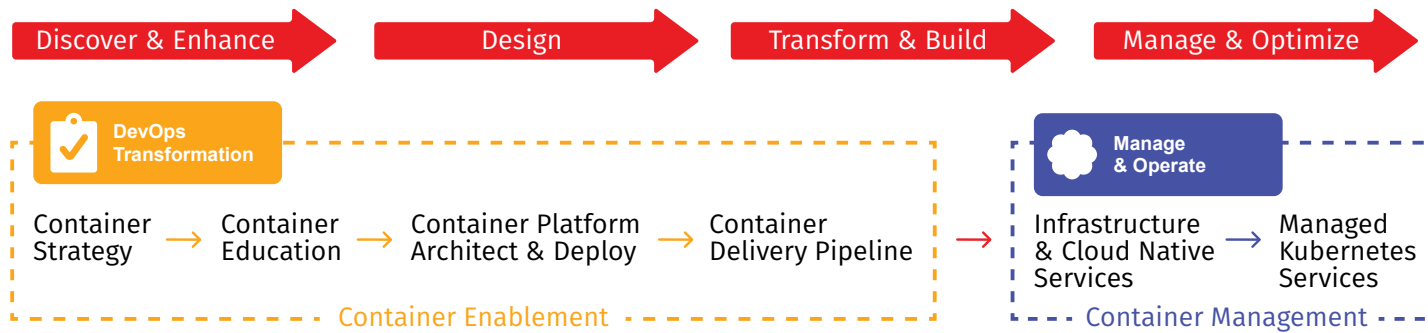 Discover & Enhance
Design
Transform & Build
Manage & Optimize
DevOps
Transformation
Manage
& Operate
Container
Strategy
Container
Education
Container Platform
Architect & Deploy
Container
Delivery Pipeline
Infrastructure
& Cloud Native
Services
Managed
Kubernetes
Services
Container Enablement
Container Management